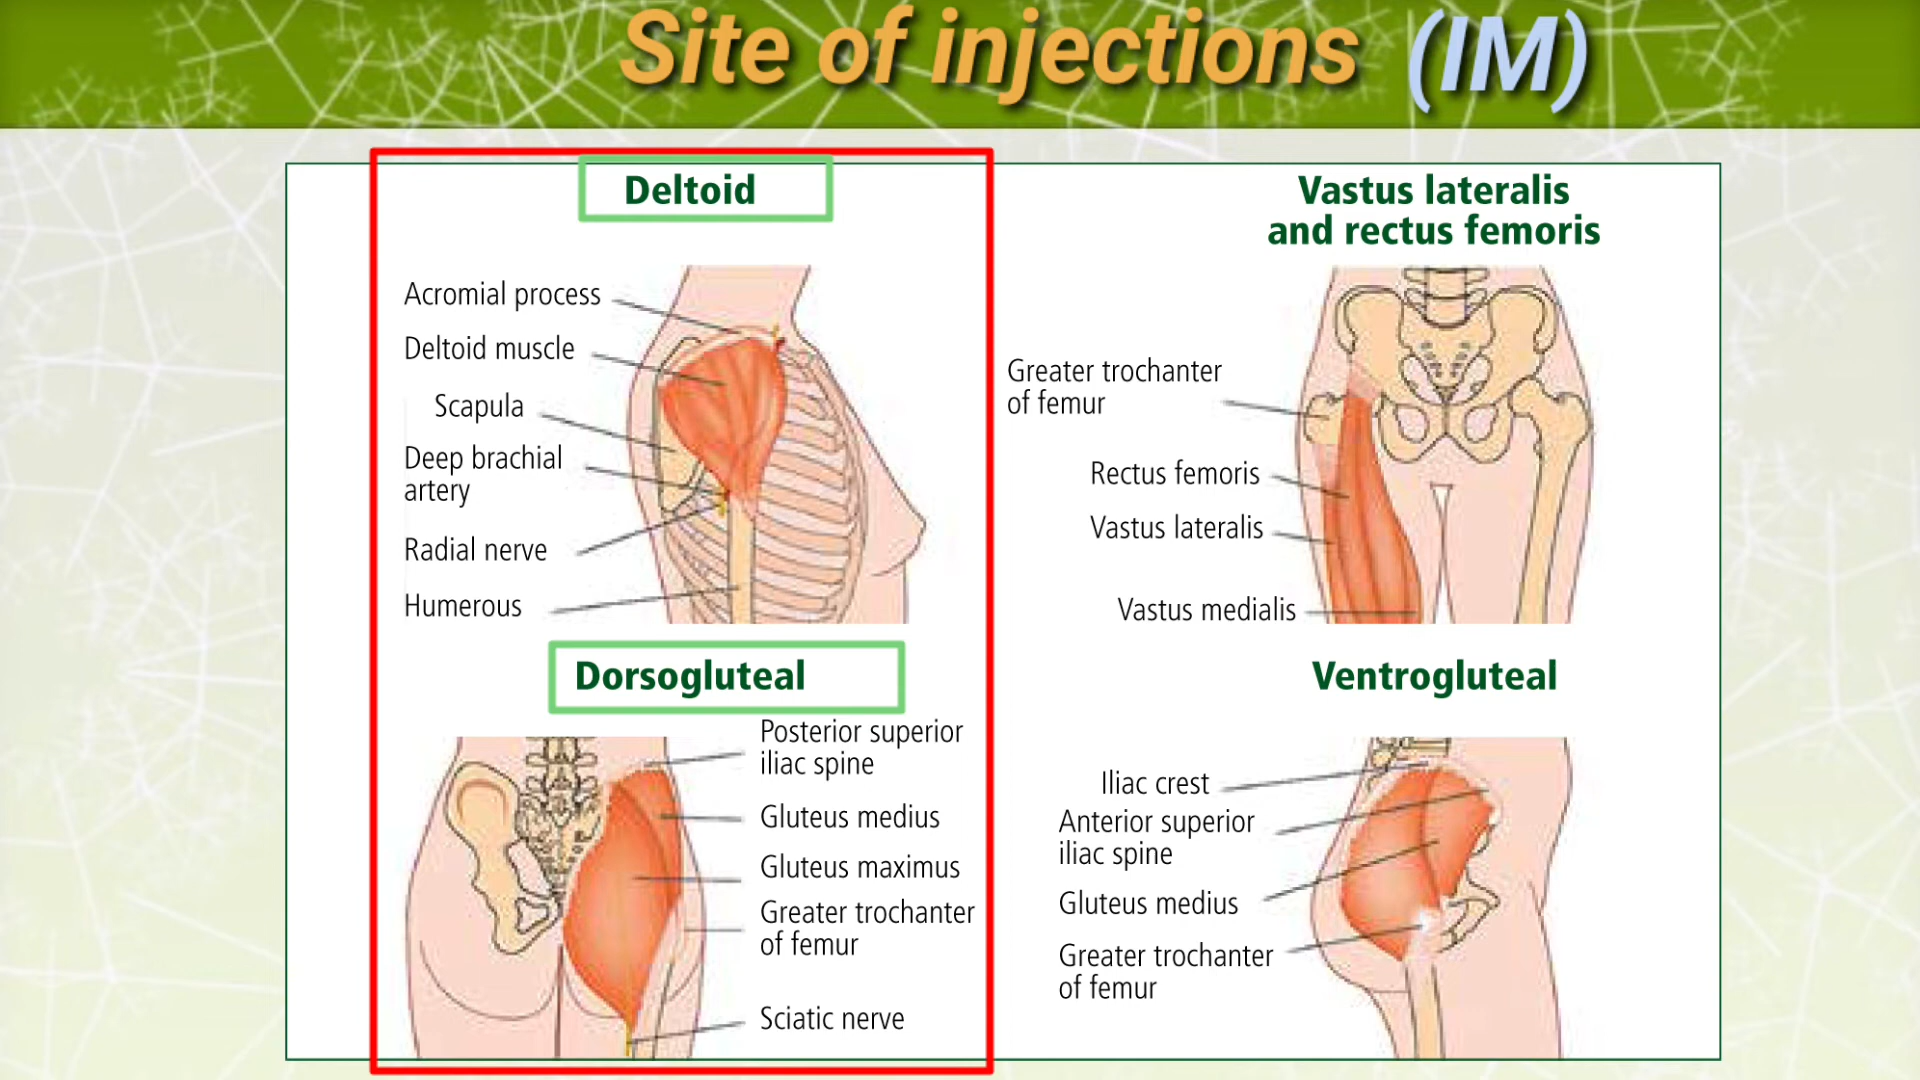 Site of injections (IM)
Deltoid
Acromial process
Deltoid muscle
Scapula
Deep brachial
artery
Radial nerve
Humerous
Vastus lateralis
and rectus femoris
Greater trochanter
of femur
Rectus femoris
Vastus lateralis
Vastus medialis
Dorsogluteal
Posterior superior
iliac spine
Gluteus medius
Gluteus maximus
Greater trochanter
of femur
Sciatic nerve
Ventrogluteal
Iliac crest
Anterior superior
iliac spine
Gluteus medius
Greater trochanter
of femur